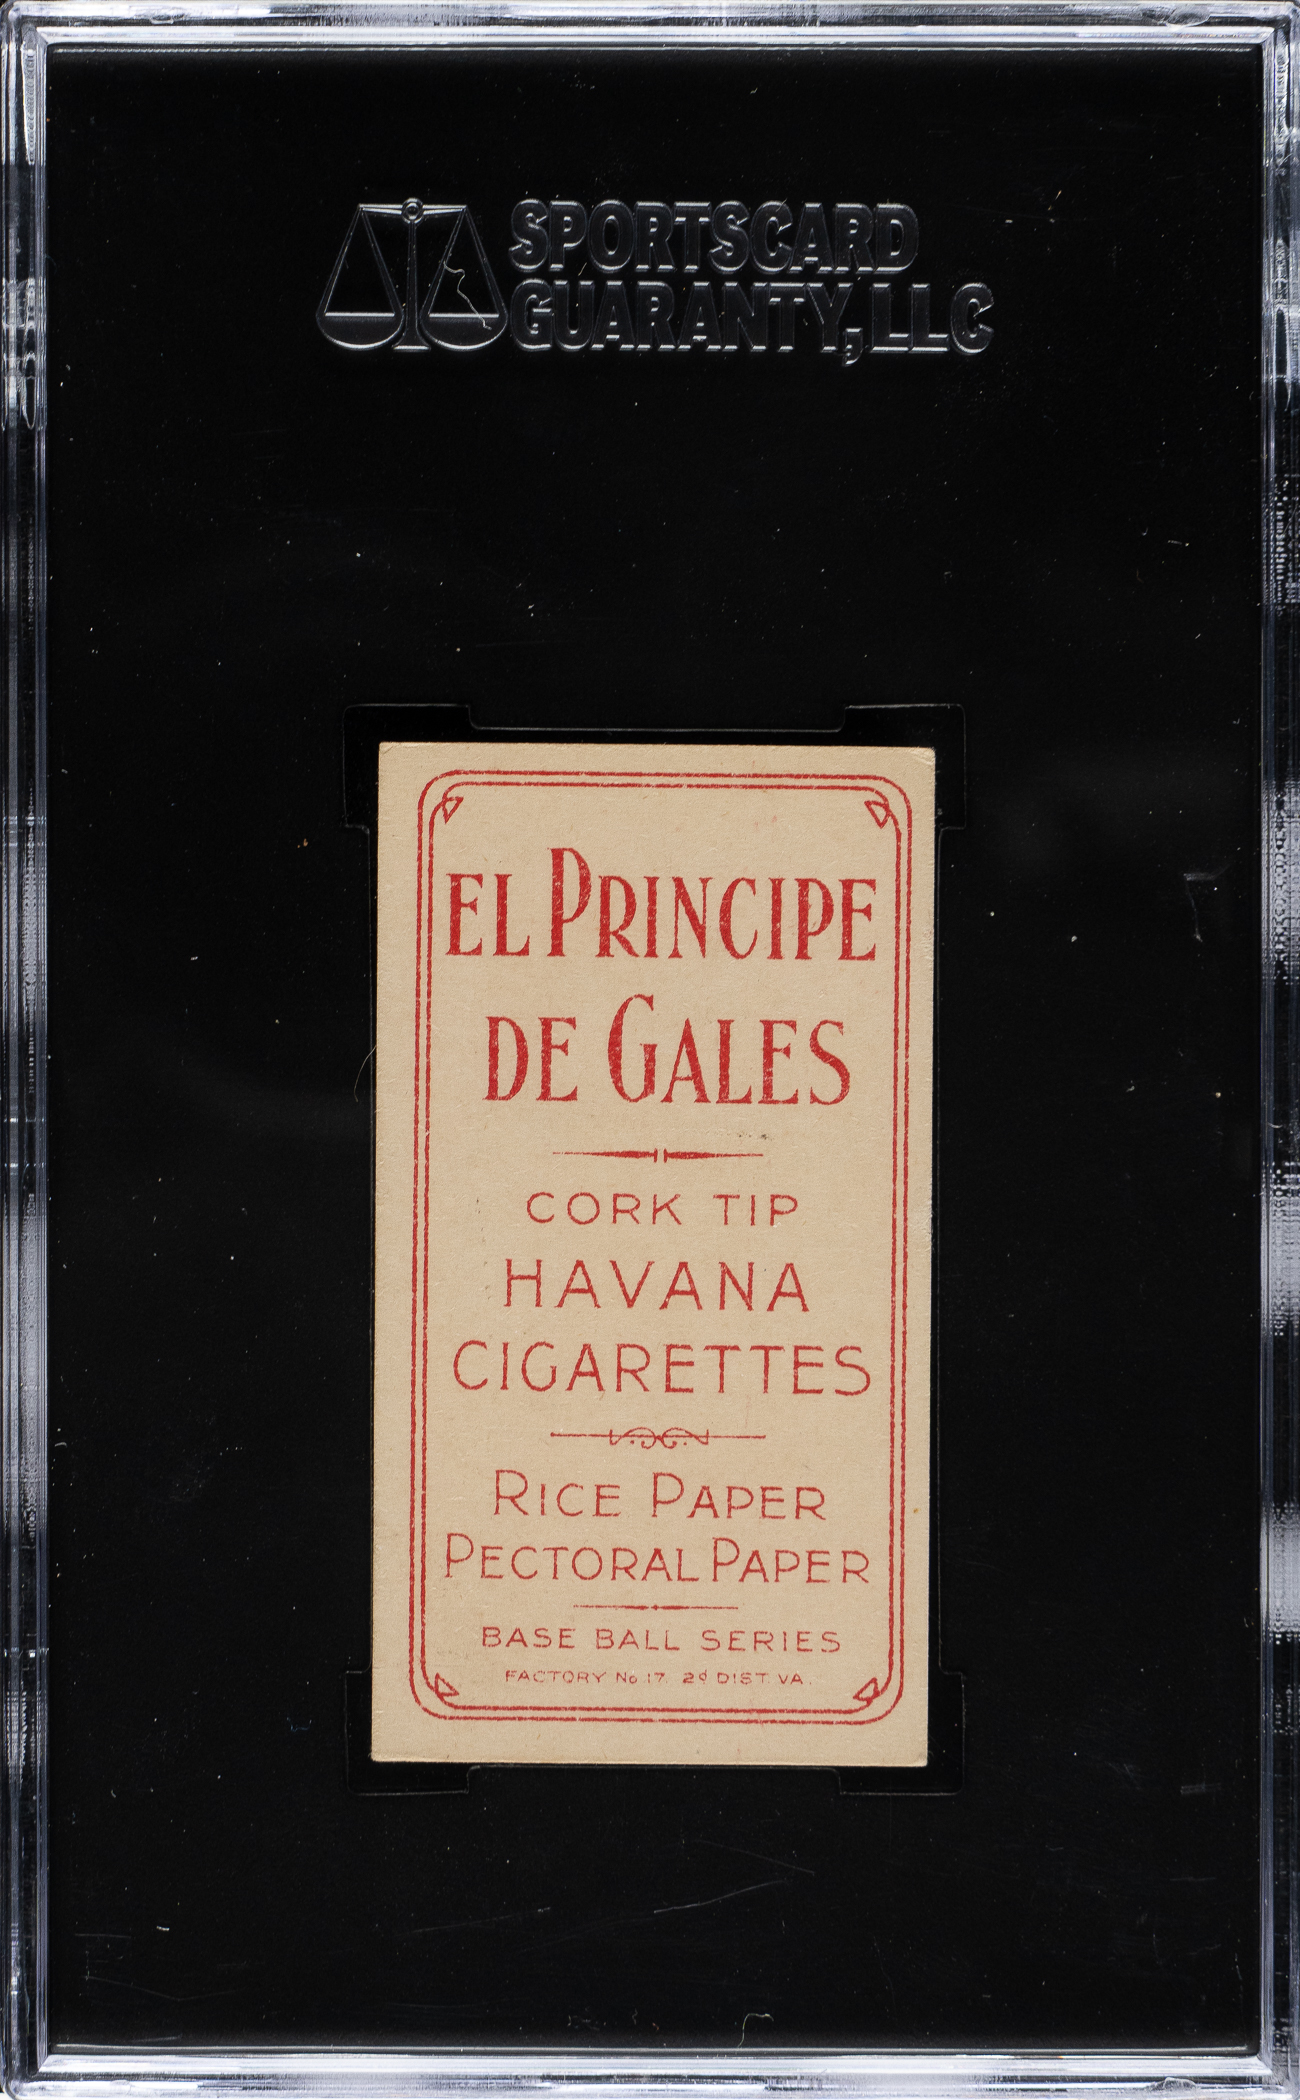 SPORTSCARD
GUARANTY, LLC
EL PRINCIPE
DE GALES
CORK TIP
HAVANA
CIGARETTES
RICE PAPER
PECTORAL PAPER
BASE BALL SERIES
FACTORY No 17. 2d DIST. VA.